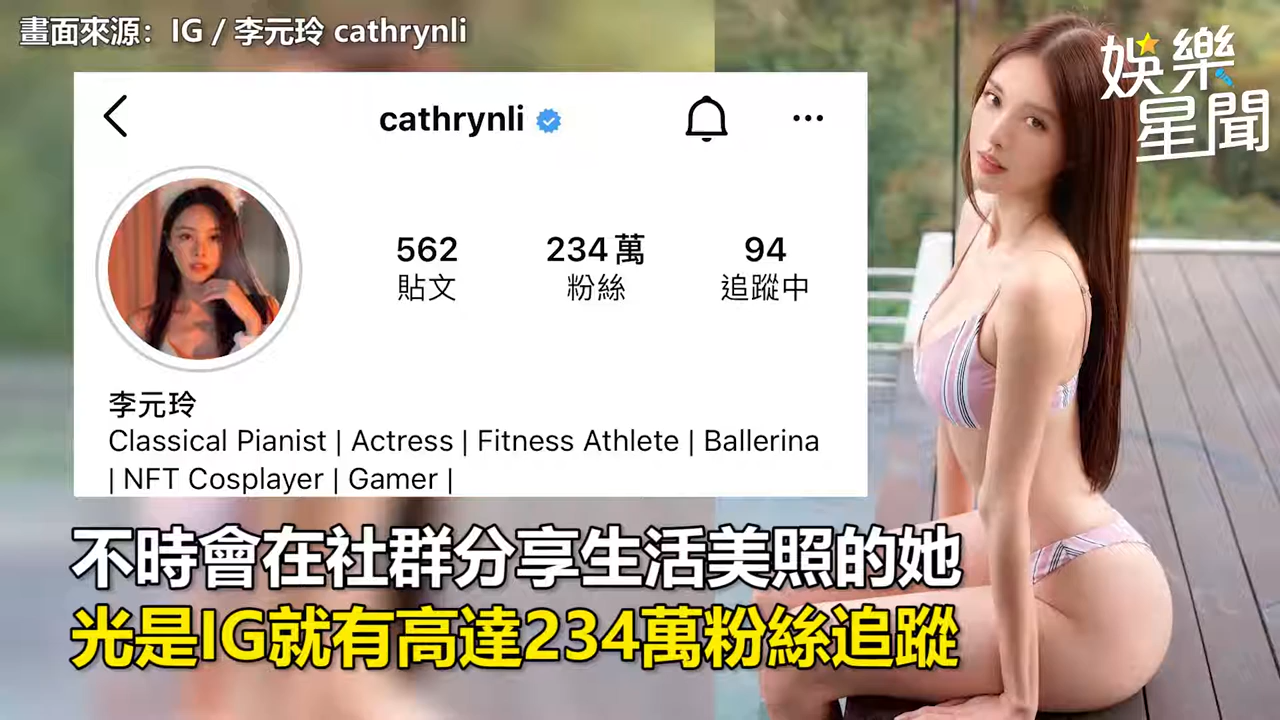 畫面來源：IG / 李元玲 cathrynli
娛樂
星聞
cathrynli
562
234萬
94
貼文
粉絲
追蹤中
李元玲
Classical Pianist | Actress | Fitness Athlete | Ballerina
| NFT Cosplayer | Gamer |
不時會在社群分享生活美照的她
光是IG就有高達234萬粉絲追蹤